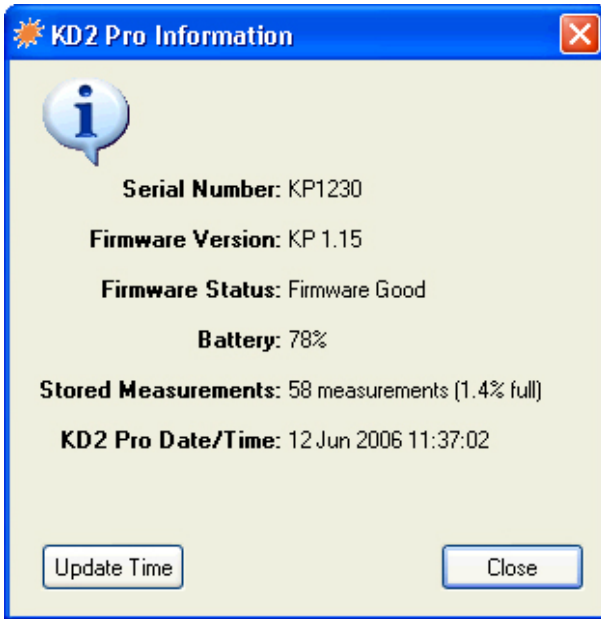 KD2 Pro Information
Serial Number: KP1230
Firmware Version: KP 1.15
Firmware Status: Firmware Good
Battery: 78%
Stored Measurements: 58 measurements (1.4% full)
KD2 Pro Date/Time: 12 Jun 2006 11:37:02
Update Time
Close